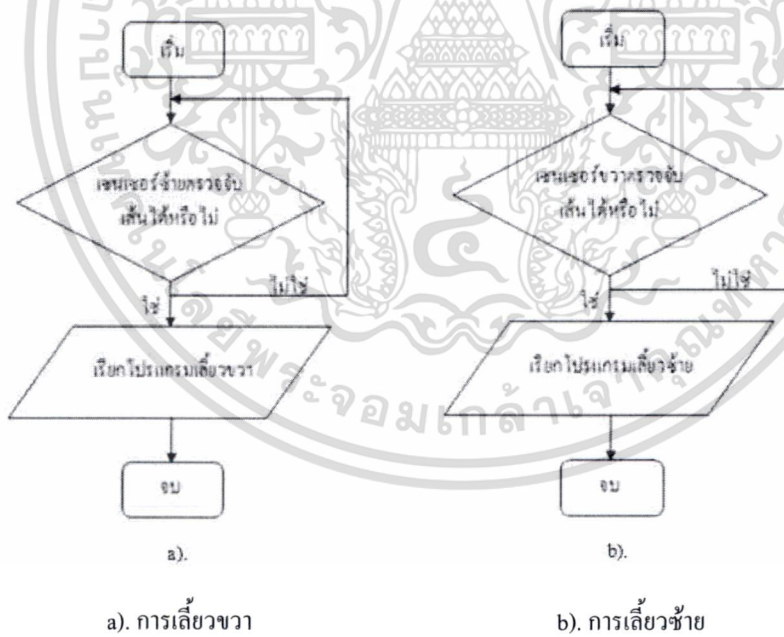 เริ่ม
เซนเซอร์ซ้ายตรวจจับ
เส้นได้หรือไม่
ใช่
ไม่ใช่
เรียกโปรแกรมเลี้ยวขวา
จบ
a).
เริ่ม
เซนเซอร์ขวาตรวจจับ
เส้นได้หรือไม่
ใช่
ไม่ใช่
เรียกโปรแกรมเลี้ยวซ้าย
จบ
b).
a). การเลี้ยวขวา
b). การเลี้ยวซ้าย